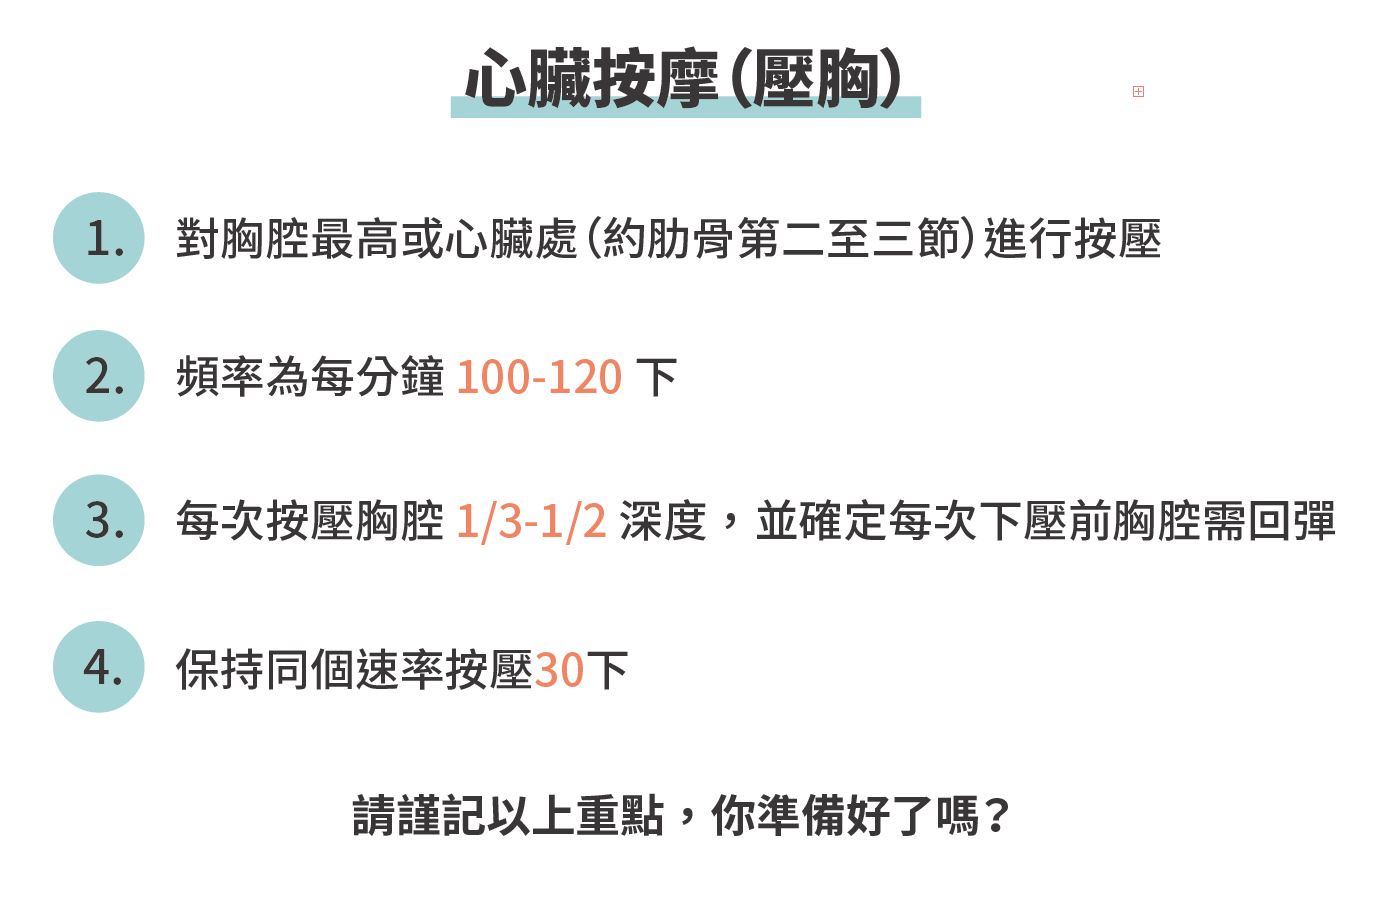 心臟按摩(壓胸)
1. 對胸腔最高或心臟處(約肋骨第二至三節)進行按壓
2. 頻率為每分鐘 100-120 下
3. 每次按壓胸腔 1/3-1/2 深度，並確定每次下壓前胸腔需回彈
4. 保持同個速率按壓30下
請謹記以上重點，你準備好了嗎?